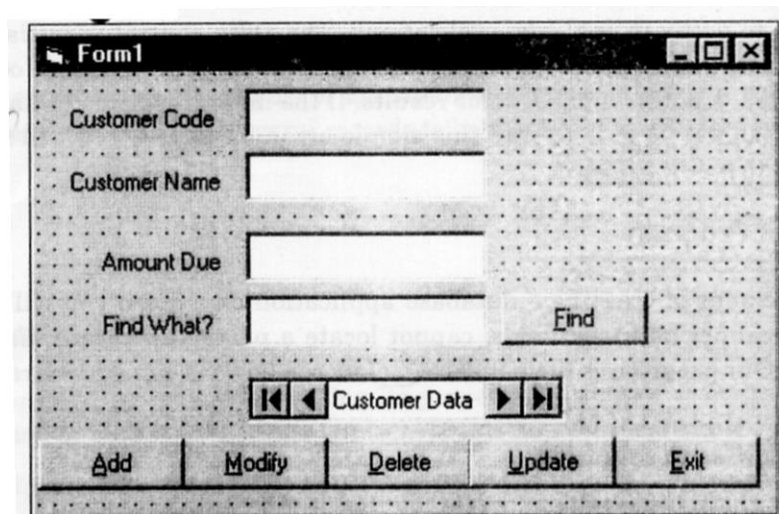 Form1
Customer Code
Customer Name
Amount Due
Find What?
Find
Customer Data
Add Modify Delete Update Exit